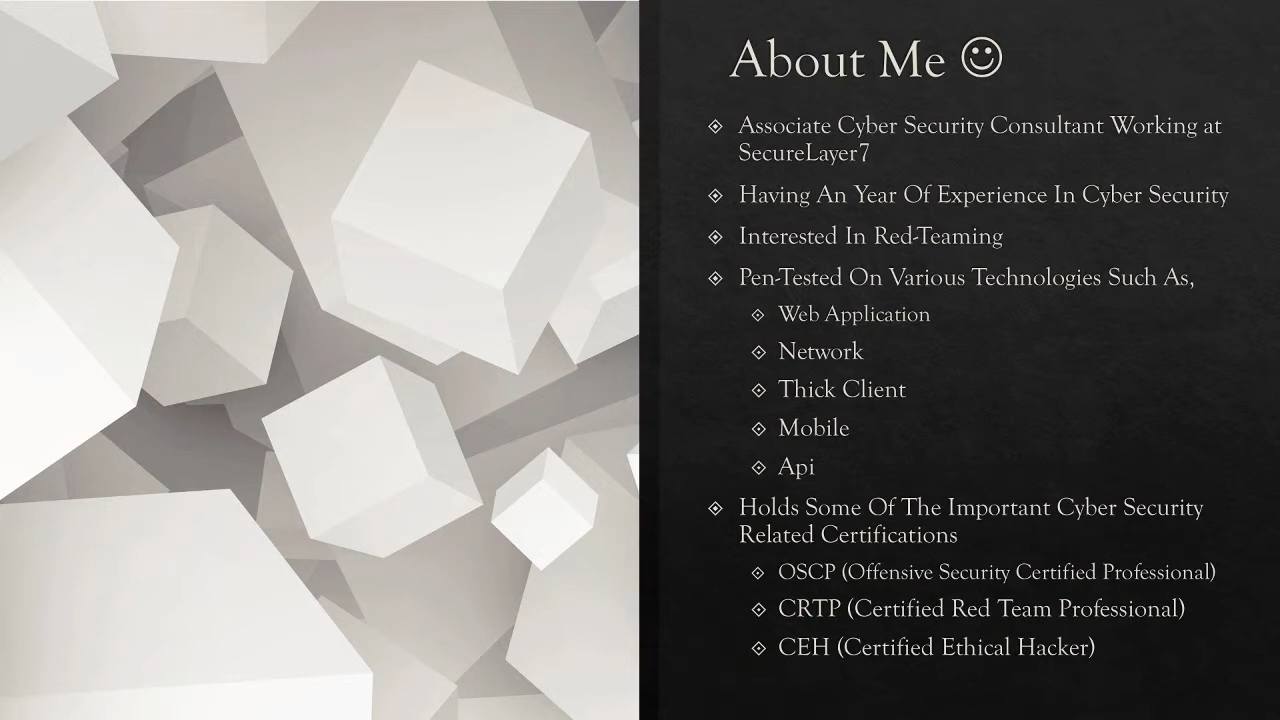 About Me ☺
Associate Cyber Security Consultant Working at
SecureLayer7
Having An Year Of Experience In Cyber Security
Interested In Red-Teaming
Pen-Tested On Various Technologies Such As,
Web Application
Network
Thick Client
Mobile
Api
Holds Some Of The Important Cyber Security
Related Certifications
OSCP (Offensive Security Certified Professional)
CRTP (Certified Red Team Professional)
CEH (Certified Ethical Hacker)